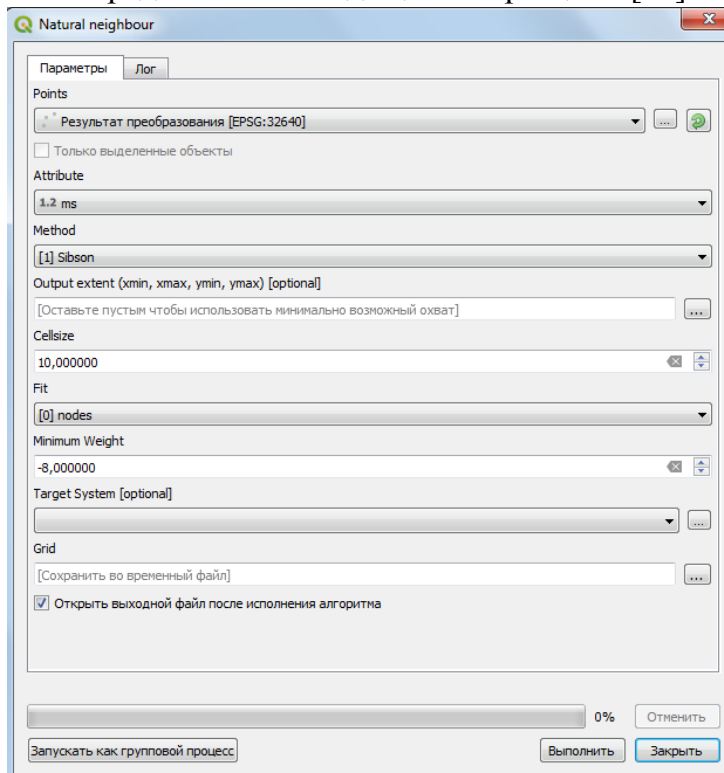 Natural neighbour
Параметры Лог
Points
Результат преобразования [EPSG:32640]
...
Только выделенные объекты
Attribute
1.2 ms
Method
[1] Sibson
Output extent (xmin, xmax, ymin, ymax) [optional]
[Оставьте пустым чтобы использовать минимально возможный охват]
...
Cellsize
10,000000
Fit
[0] nodes
Minimum Weight
-8,000000
Target System [optional]
...
Grid
[Сохранить во временный файл]
...
Открыть выходной файл после исполнения алгоритма
0% Отменить
Запускать как групповой процесс Выполнить Закрыть